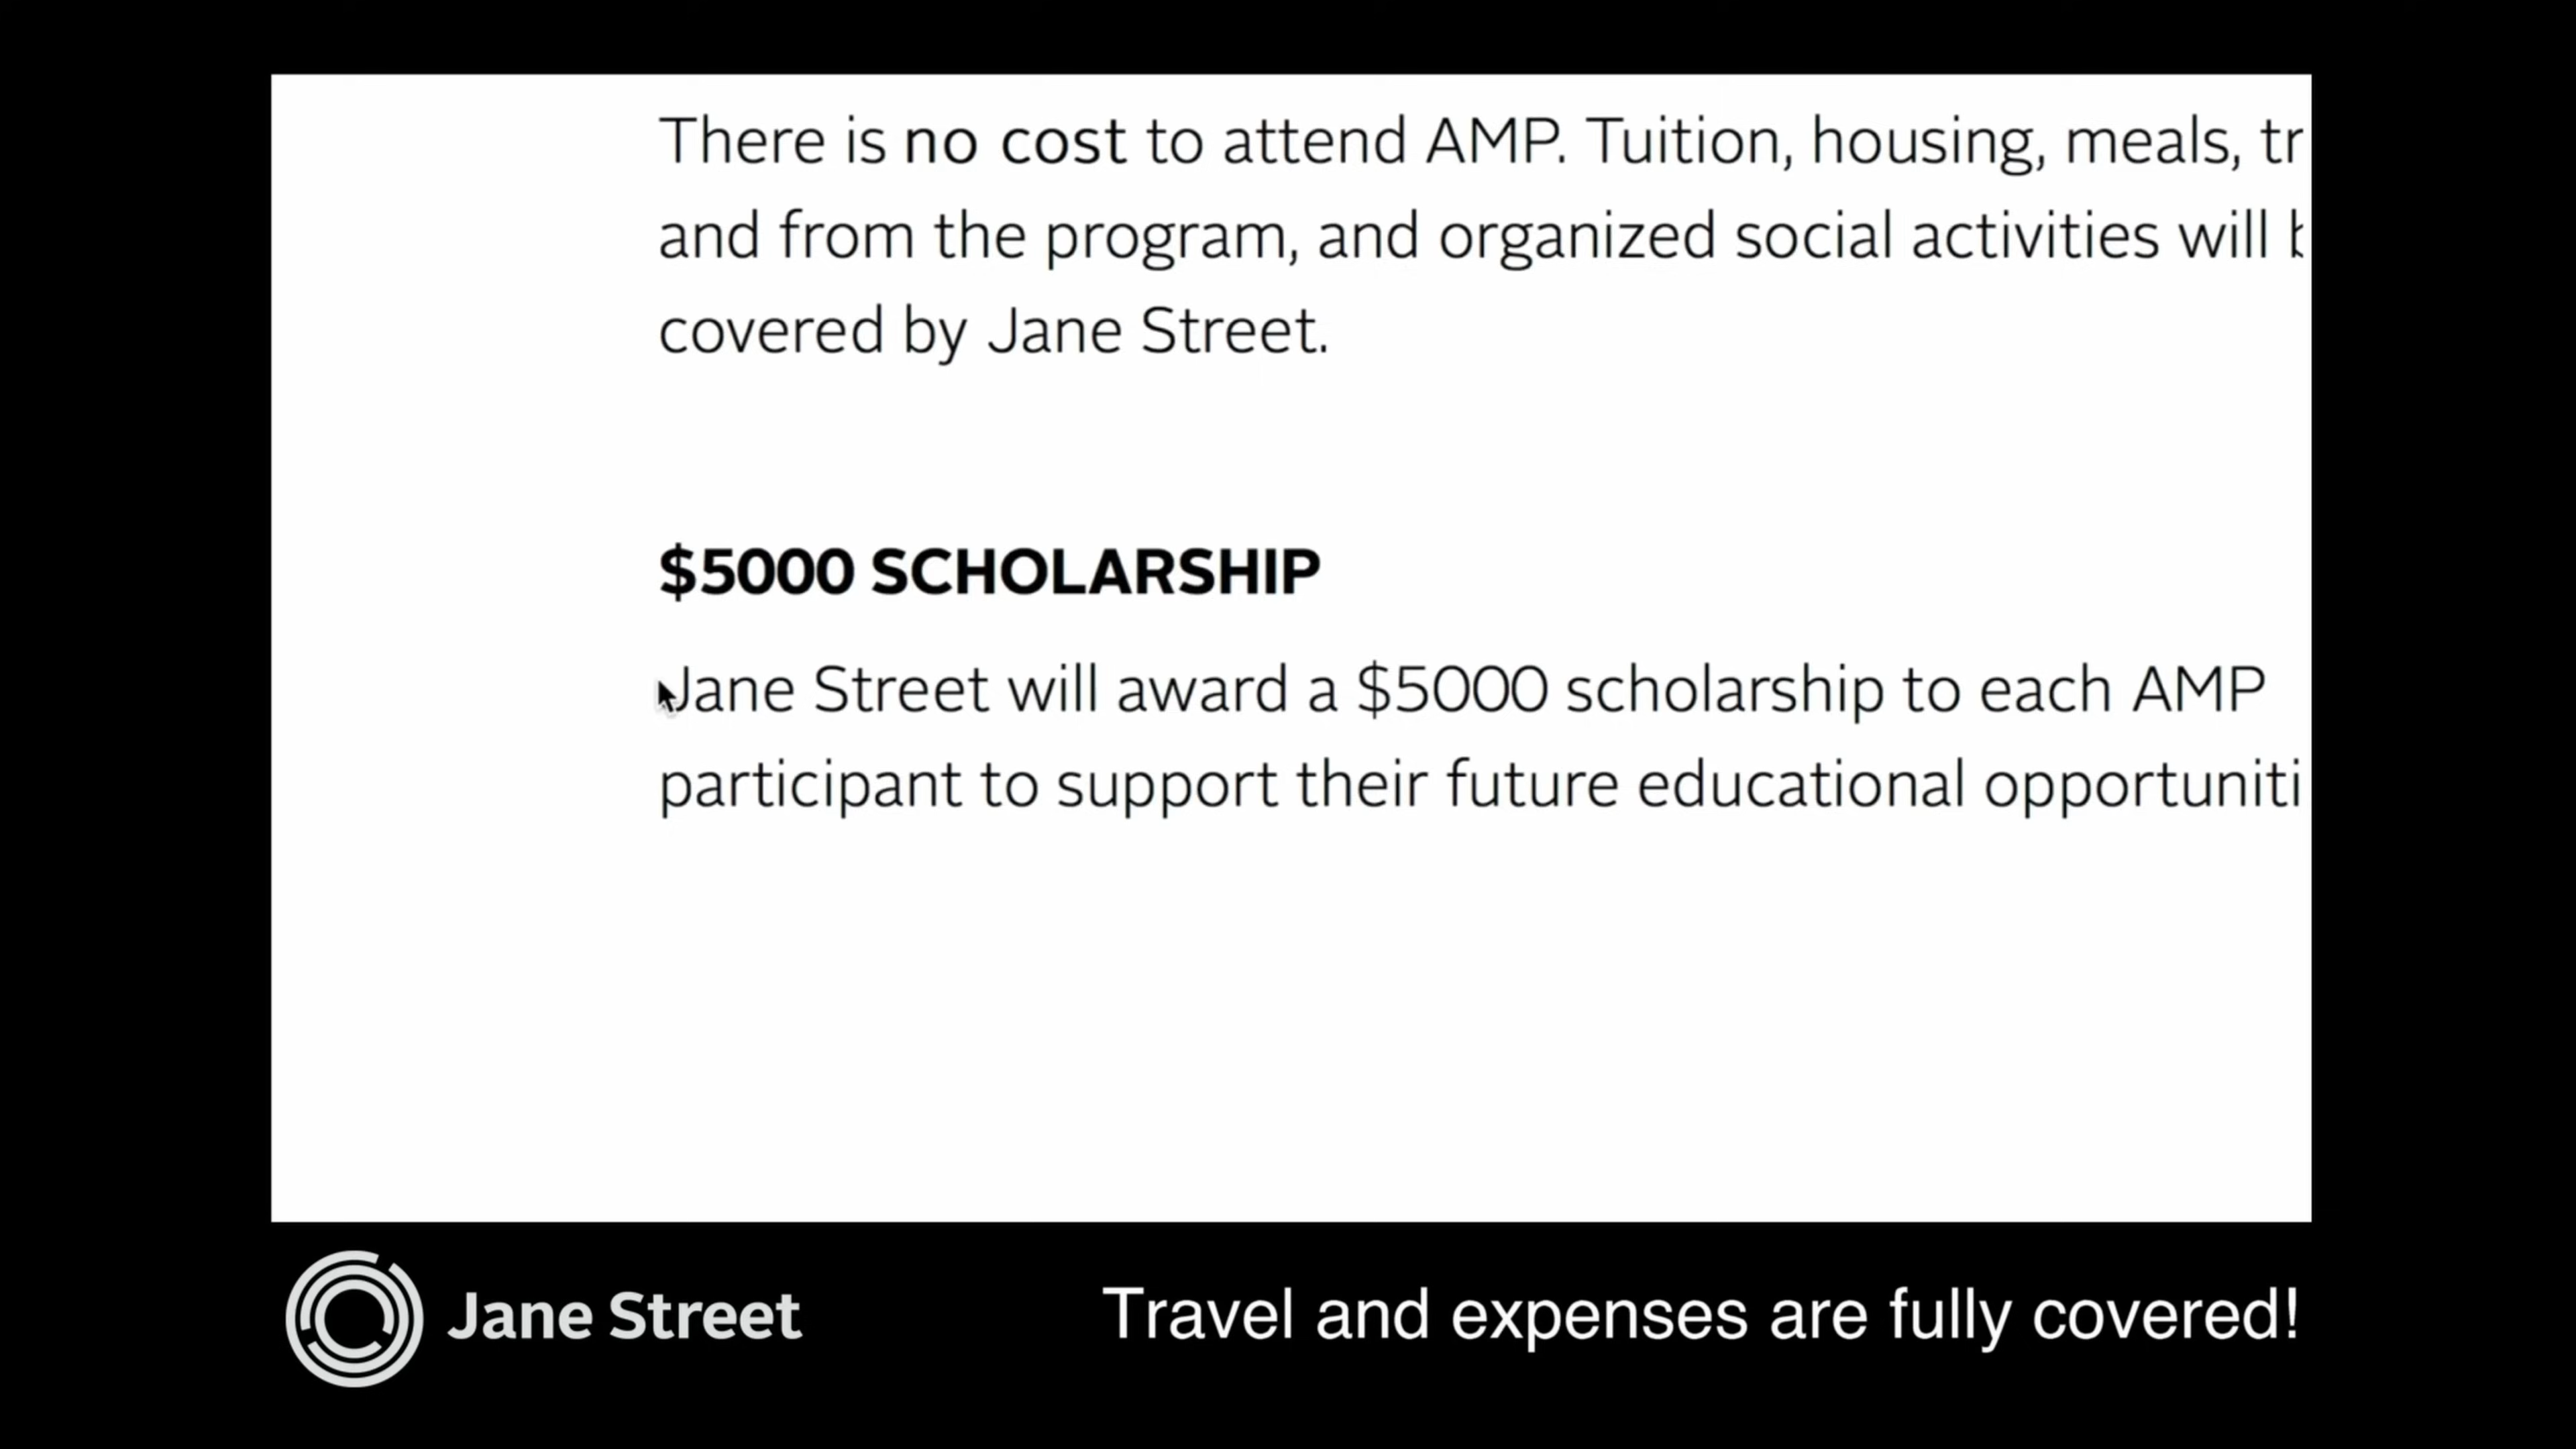 There is no cost to attend AMP. Tuition, housing, meals, tr
and from the program, and organized social activities will b
covered by Jane Street.
$5000 SCHOLARSHIP
Jane Street will award a $5000 scholarship to each AMP
participant to support their future educational opportuniti
Jane Street
Travel and expenses are fully covered!